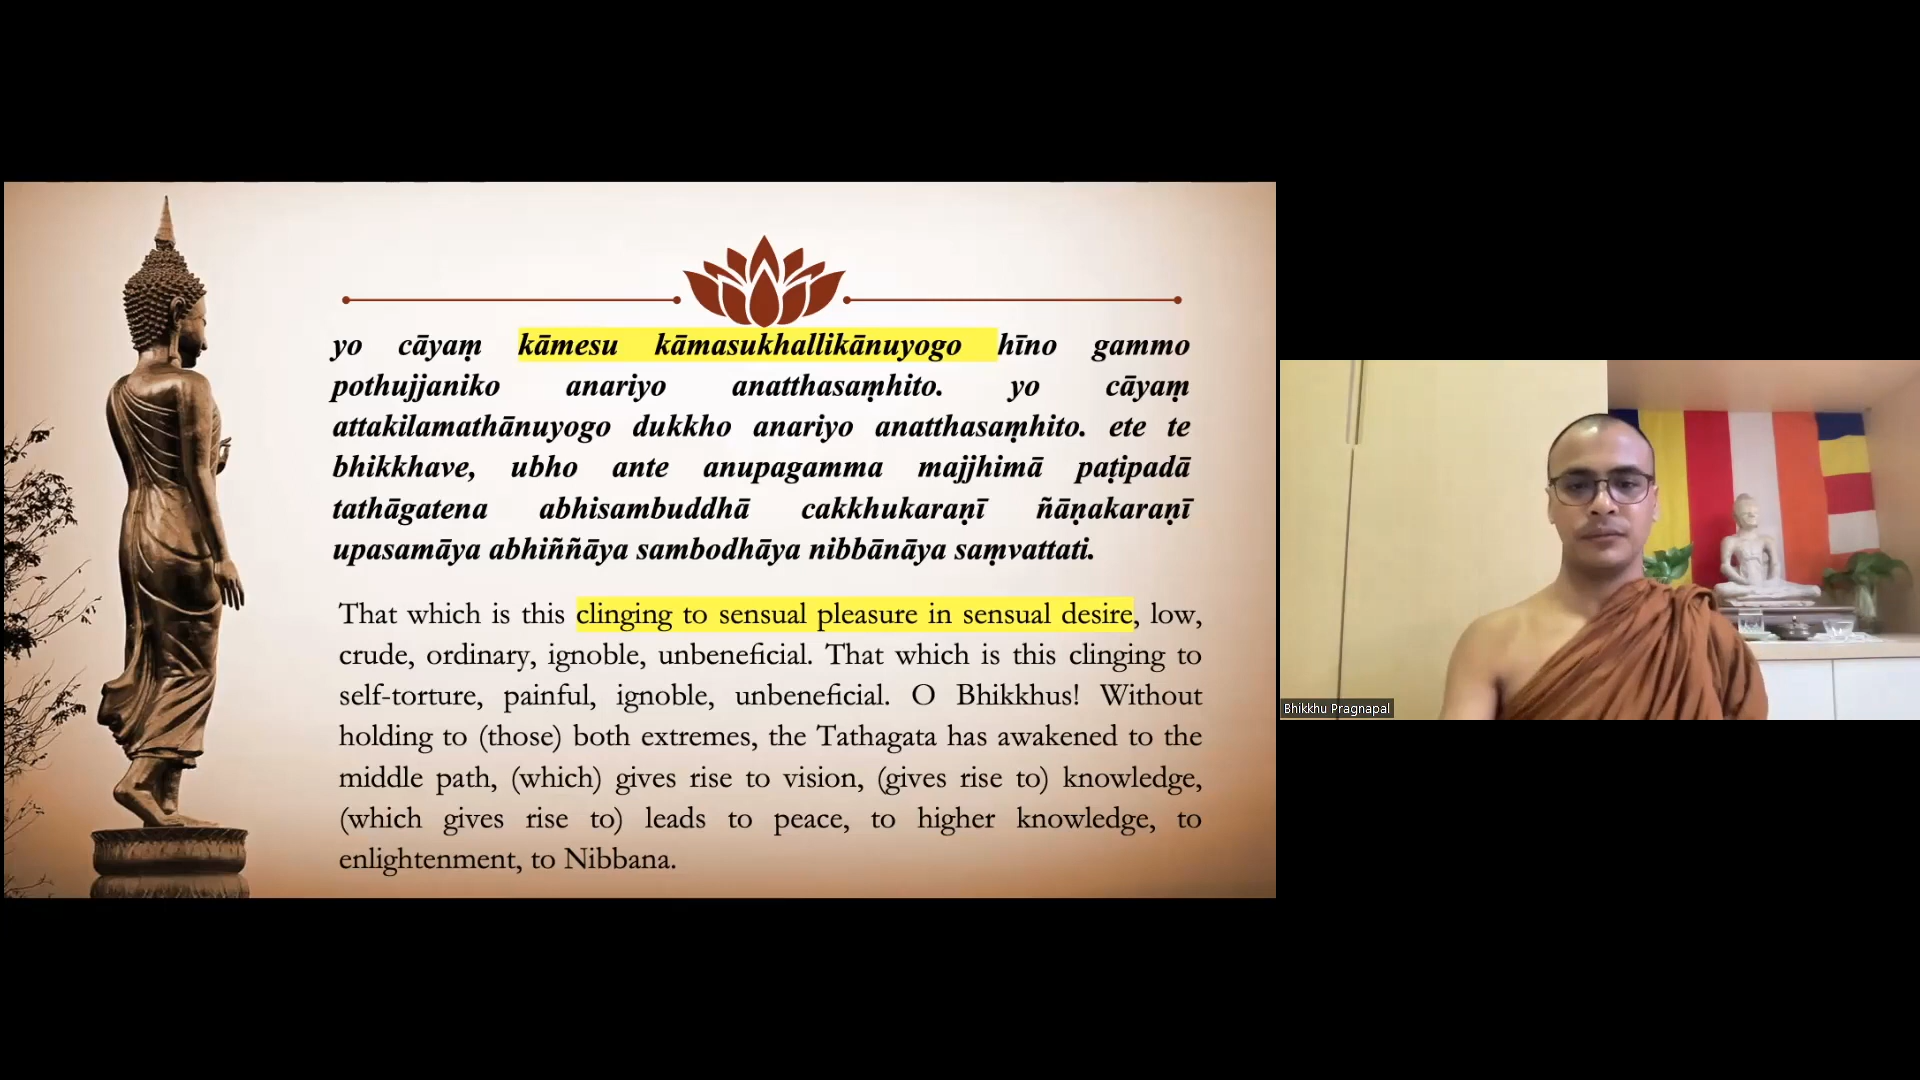 yo cāyaṃ kāmesu kāmasukhallikānuyogo hīno gammo
pothujjaniko anariyo anatthasaṃhito. yo cāyaṃ
attakilamathānuyogo dukkho anariyo anatthasaṃhito. ete te
bhikkhave, ubho ante anupagamma majjhimā paṭipadā
tathāgatena abhisambuddhā cakkhukaraṇī ñāṇakaraṇī
upasamāya abhiññāya sambodhāya nibbānāya saṃvattati.
That which is this clinging to sensual pleasure in sensual desire, low,
crude, ordinary, ignoble, unbeneficial. That which is this clinging to
self-torture, painful, ignoble, unbeneficial. O Bhikkhus! Without
holding to (those) both extremes, the Tathagata has awakened to the
middle path, (which) gives rise to vision, (gives rise to) knowledge,
(which gives rise to) leads to peace, to higher knowledge, to
enlightenment, to Nibbana.
Bhikkhu Pragnapal